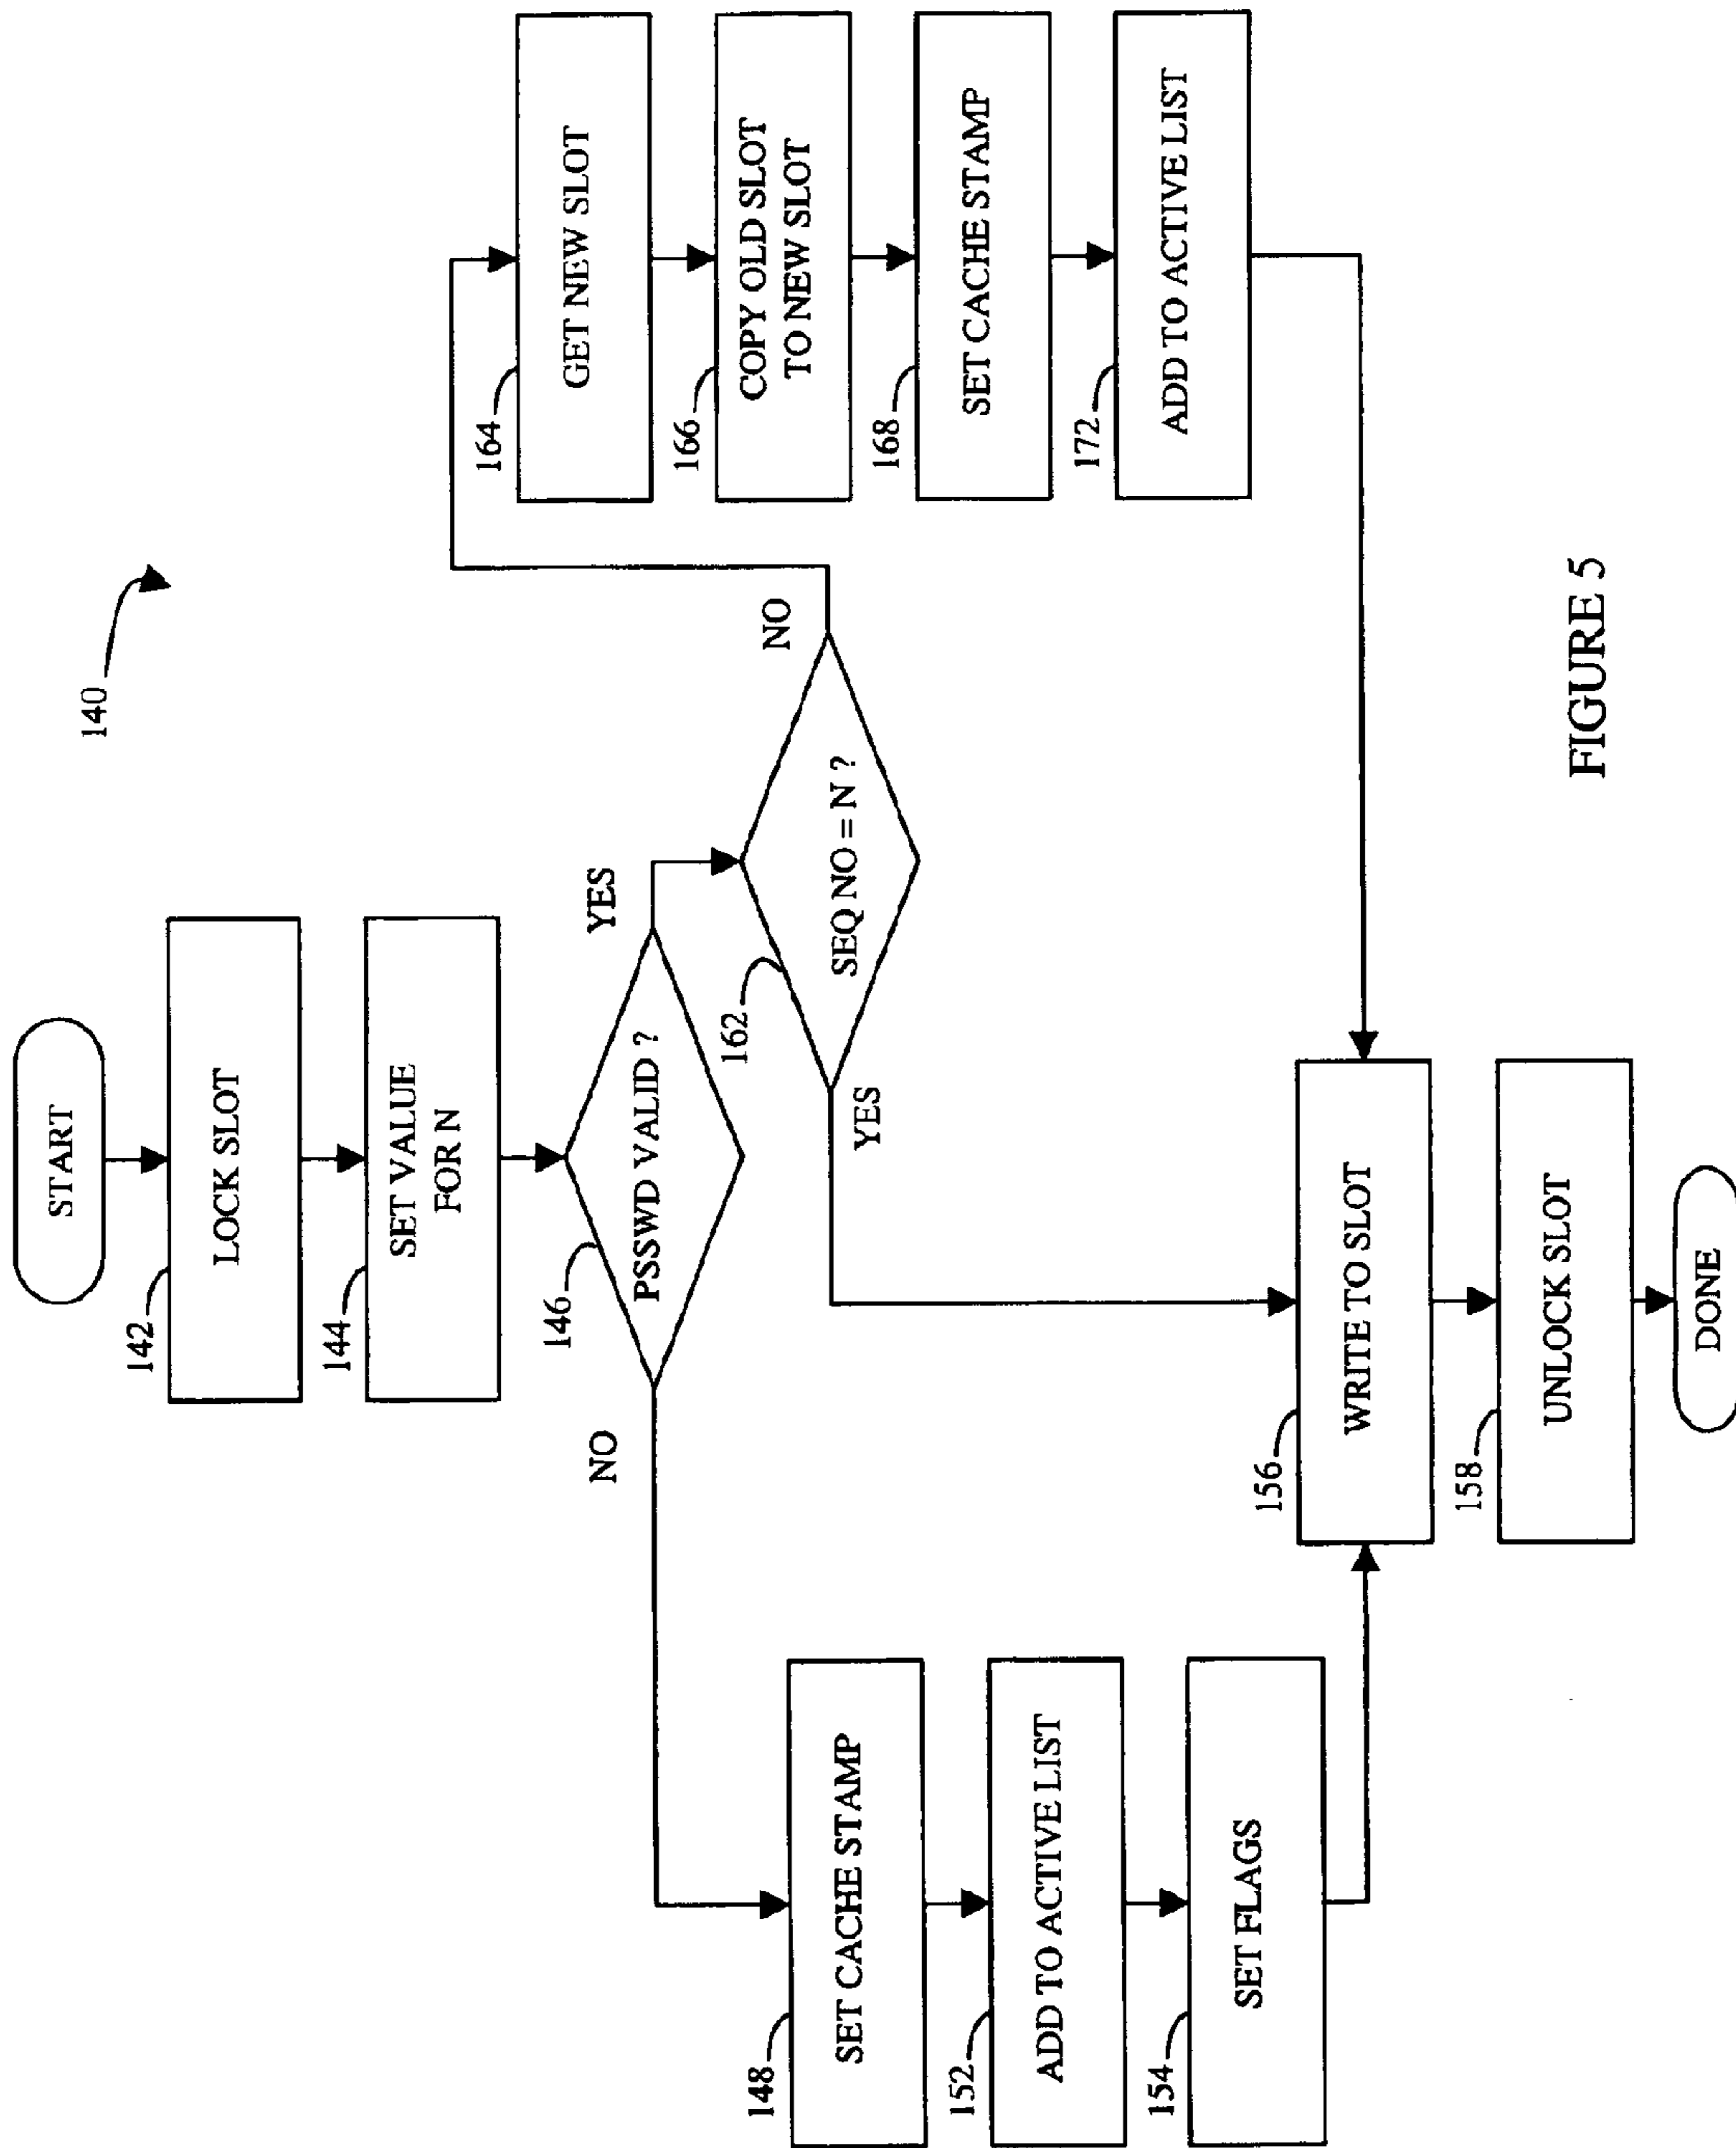 140
START
142
LOCK SLOT
144
SET VALUE
FOR N
146
PSSWD VALID ?
NO
YES
162
SEQ NO = N ?
YES
NO
148
SET CACHE STAMP
152
ADD TO ACTIVE LIST
154
SET FLAGS
164
GET NEW SLOT
166
COPY OLD SLOT
TO NEW SLOT
168
SET CACHE STAMP
172
ADD TO ACTIVE LIST
156
WRITE TO SLOT
158
UNLOCK SLOT
DONE
FIGURE 5